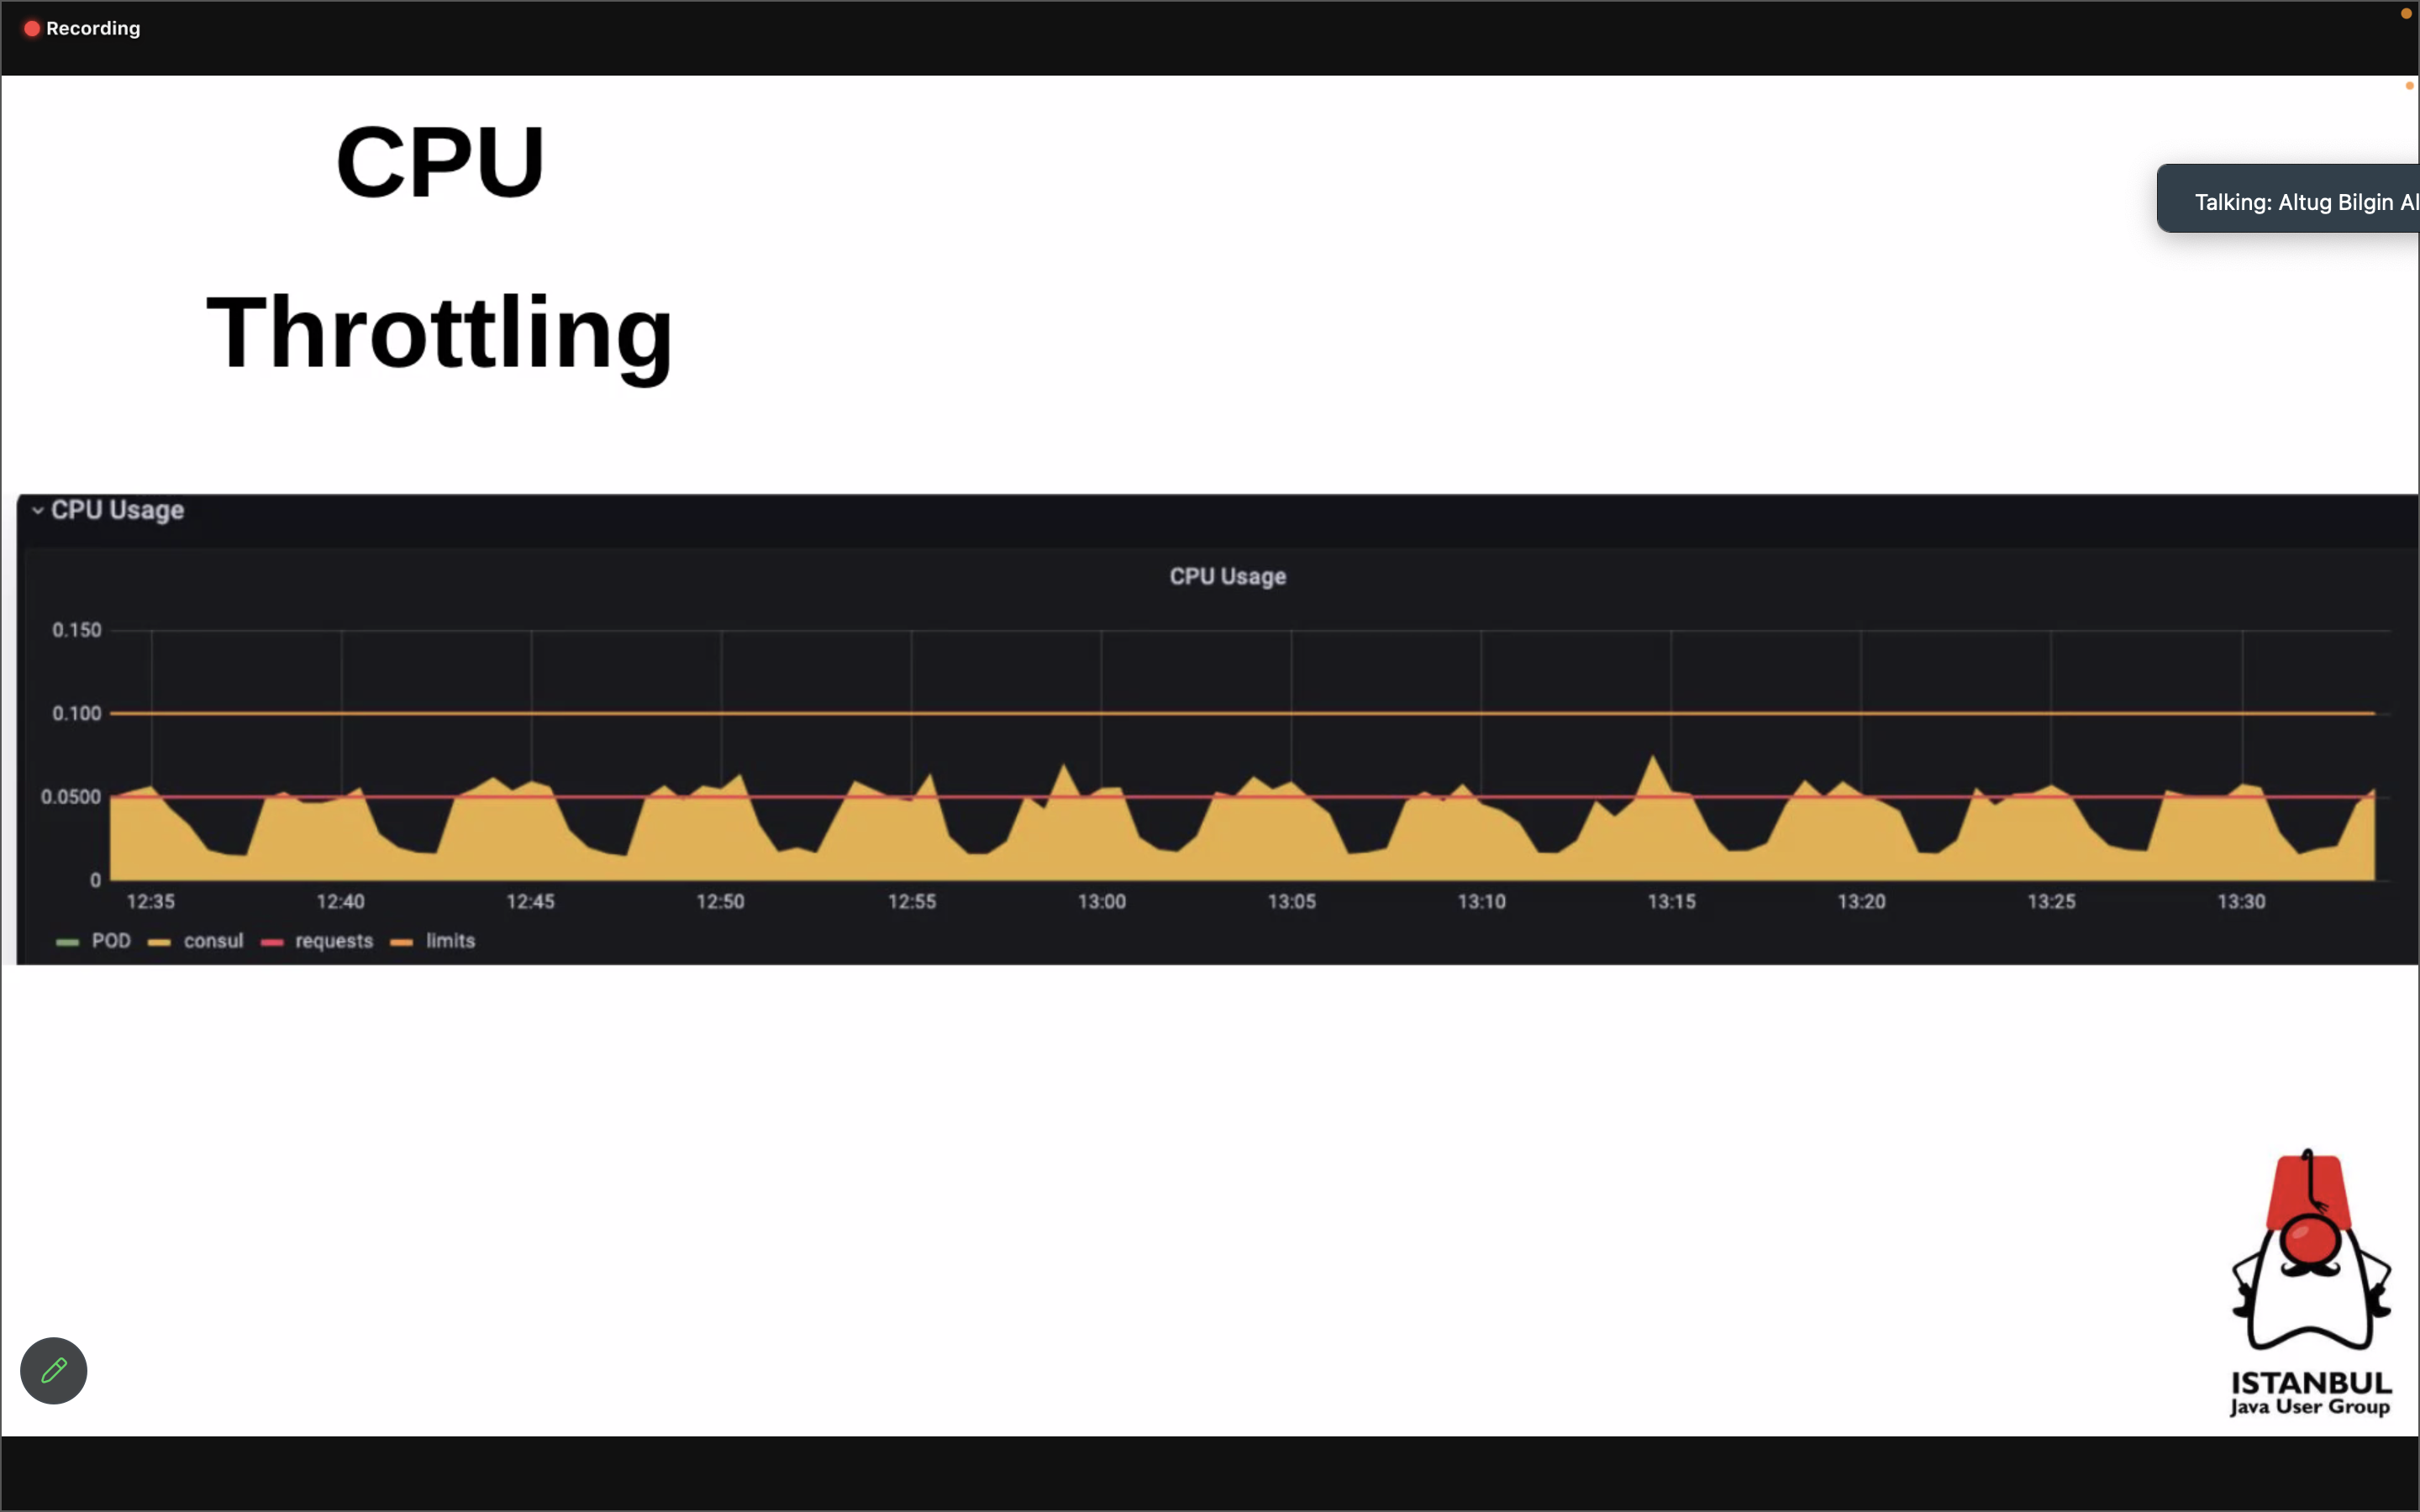 Recording
CPU
Throttling
Talking: Altug Bilgin Al
CPU Usage
CPU Usage
0.150
0.100
0.0500
0
12:35 12:40 12:45 12:50 12:55 13:00 13:05 13:10 13:15 13:20 13:25 13:30
POD consul requests limits
ISTANBUL
Java User Group